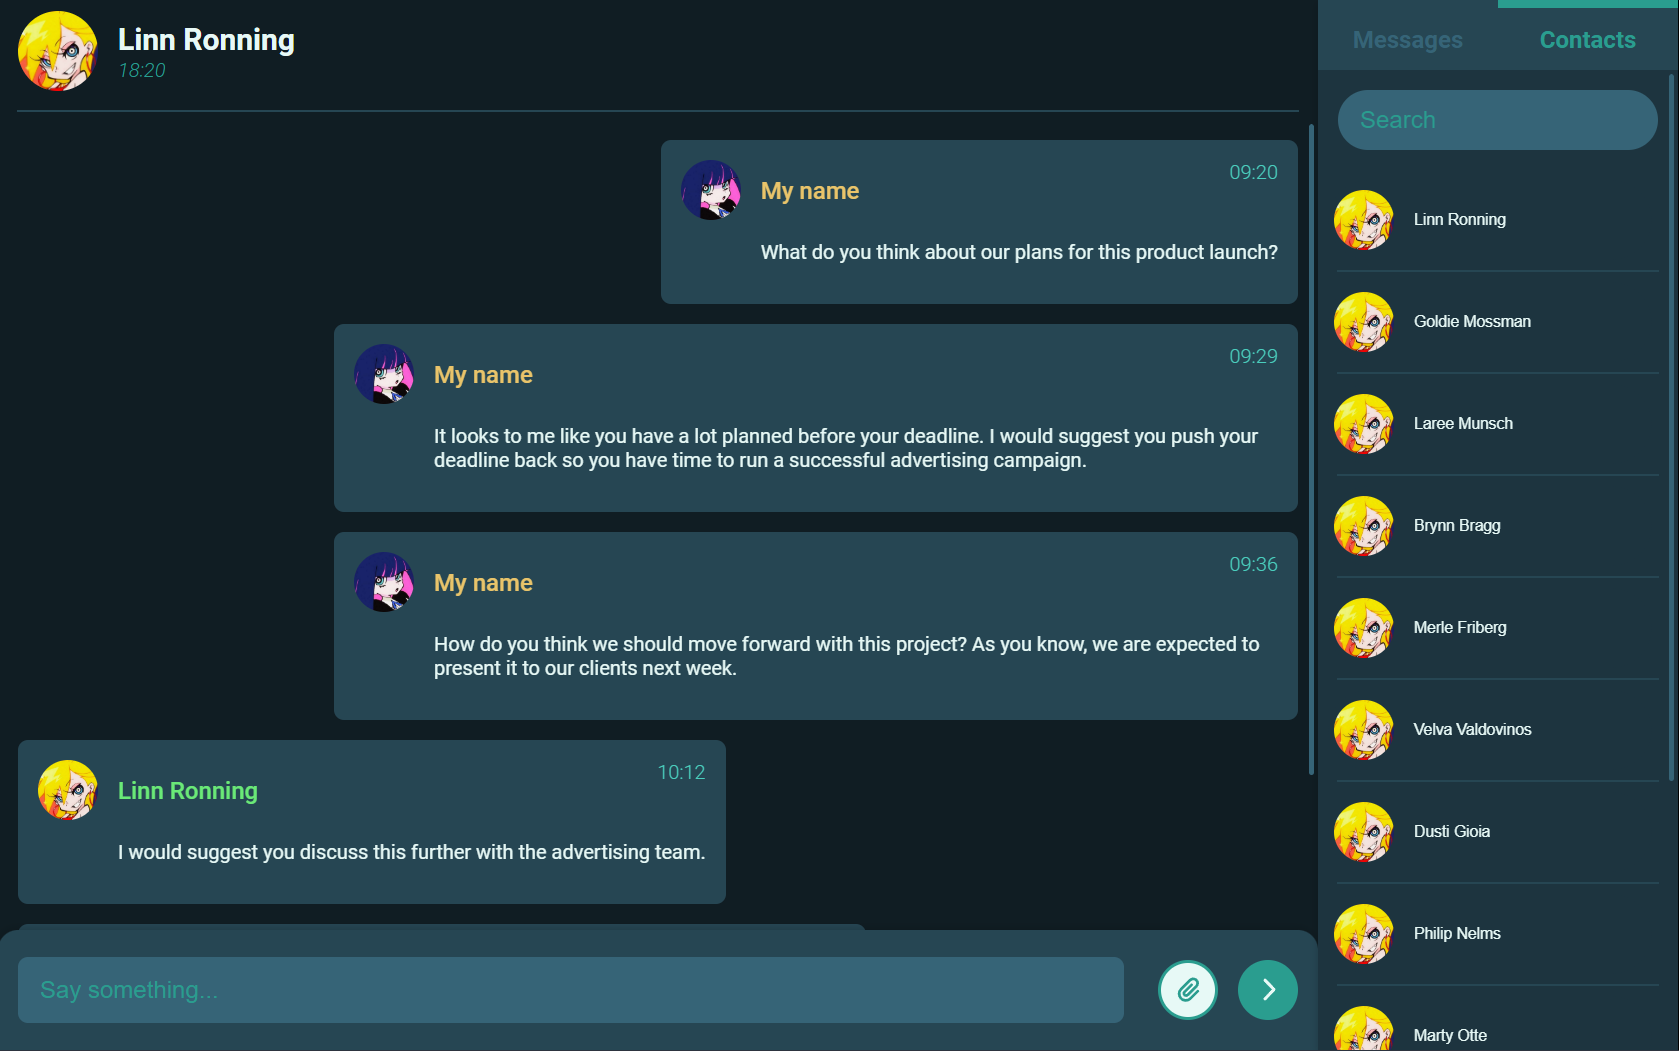 Linn Ronning
18:20
09:20
My name
What do you think about our plans for this product launch?
09:29
My name
It looks to me like you have a lot planned before your deadline. I would suggest you push your
deadline back so you have time to run a successful advertising campaign.
09:36
My name
How do you think we should move forward with this project? As you know, we are expected to
present it to our clients next week.
10:12
Linn Ronning
I would suggest you discuss this further with the advertising team.
Say something...
Messages
Contacts
Search
Linn Ronning
Goldie Mossman
Laree Munsch
Brynn Bragg
Merle Friberg
Velva Valdovinos
Dusti Gioia
Philip Nelms
Marty Otte